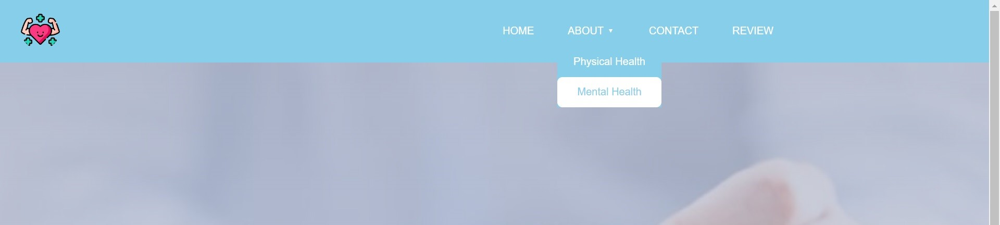 HOME ABOUT ▼ CONTACT REVIEW
Physical Health
Mental Health